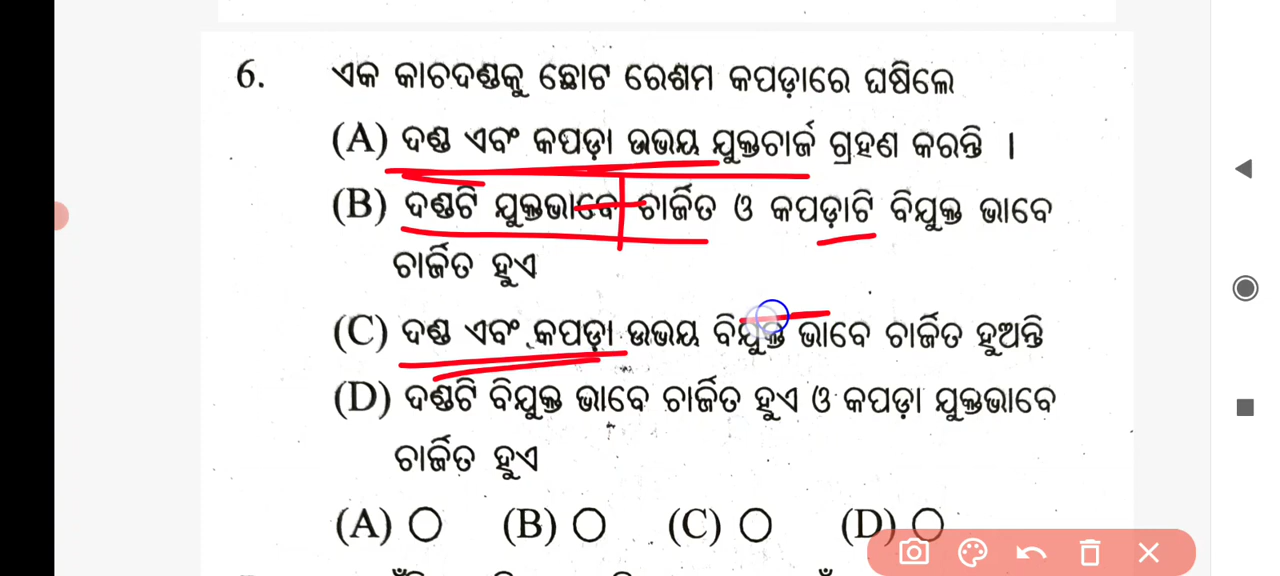 6. ଏକ କାଚଦଣ୍ଡକୁ ଛୋଟ ରେଶମ କପଡ଼ାରେ ଘଷିଲେ
(A) ଦଣ୍ଡ ଏବଂ କପଡ଼ା ଉଭୟ ଯୁକ୍ତଚାର୍ଜ ଗ୍ରହଣ କରନ୍ତି ।
(B) ଦଣ୍ଡଟି ଯୁକ୍ତଭାବେ ଚାର୍ଜିତ ଓ କପଡ଼ାଟି ବିଯୁକ୍ତ ଭାବେ
ଚାର୍ଜିତ ହୁଏ
(C) ଦଣ୍ଡ ଏବଂ କପଡ଼ା ଉଭୟ ବିଯୁକ୍ତ ଭାବେ ଚାର୍ଜିତ ହୁଅନ୍ତି
(D) ଦଣ୍ଡଟି ବିଯୁକ୍ତ ଭାବେ ଚାର୍ଜିତ ହୁଏ ଓ କପଡ଼ା ଯୁକ୍ତଭାବେ
ଚାର୍ଜିତ ହୁଏ
(A) (B) (C) (D)